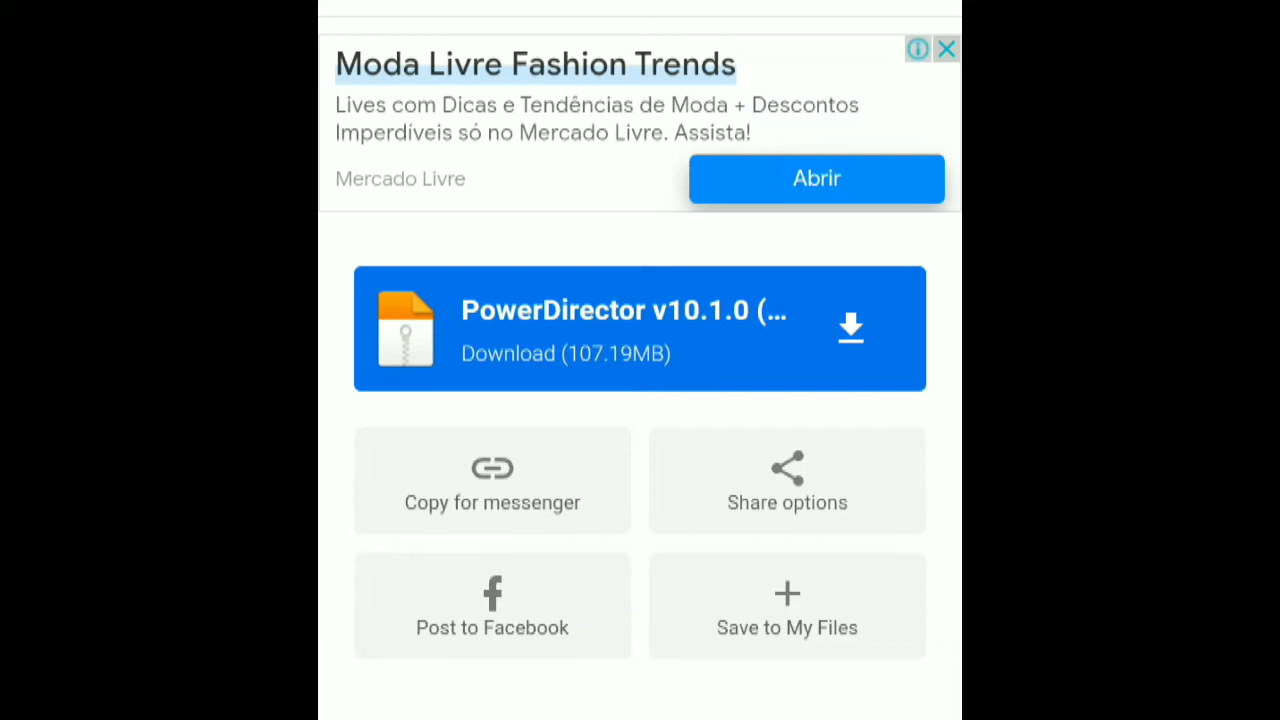 Moda Livre Fashion Trends
Lives com Dicas e Tendências de Moda + Descontos
Imperdíveis só no Mercado Livre. Assista!
Mercado Livre
Abrir
PowerDirector v10.1.0 (...
Download (107.19MB)
Copy for messenger
Share options
Post to Facebook
Save to My Files